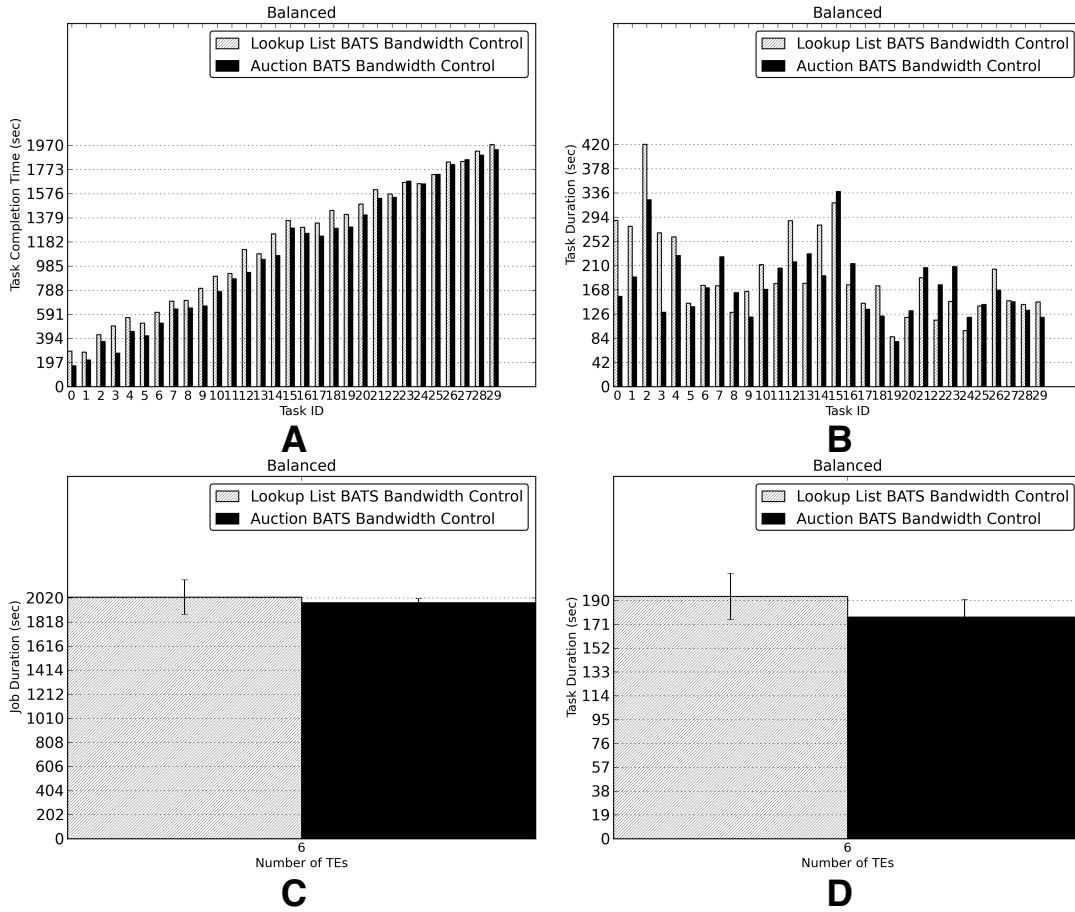 Balanced
Lookup List BATS Bandwidth Control
Auction BATS Bandwidth Control
Task Completion Time (sec)
1970
1773
1576
1379
1182
985
788
591
394
197
0
0 1 2 3 4 5 6 7 8 9 10 11 12 13 14 15 16 17 18 19 20 21 22 23 24 25 26 27 28 29
Task ID
A
Balanced
Lookup List BATS Bandwidth Control
Auction BATS Bandwidth Control
Task Duration (sec)
420
378
336
294
252
210
168
126
84
42
0
0 1 2 3 4 5 6 7 8 9 10 11 12 13 14 15 16 17 18 19 20 21 22 23 24 25 26 27 28 29
Task ID
B
Balanced
Lookup List BATS Bandwidth Control
Auction BATS Bandwidth Control
Job Duration (sec)
2020
1818
1616
1414
1212
1010
808
606
404
202
0
6
Number of TEs
C
Balanced
Lookup List BATS Bandwidth Control
Auction BATS Bandwidth Control
Task Duration (sec)
190
171
152
133
114
95
76
57
38
19
0
6
Number of TEs
D